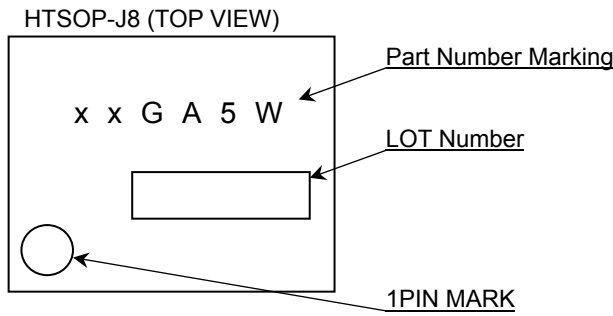 HTSOP-J8 (TOP VIEW)
Part Number Marking
x x G A 5 W
LOT Number
1PIN MARK